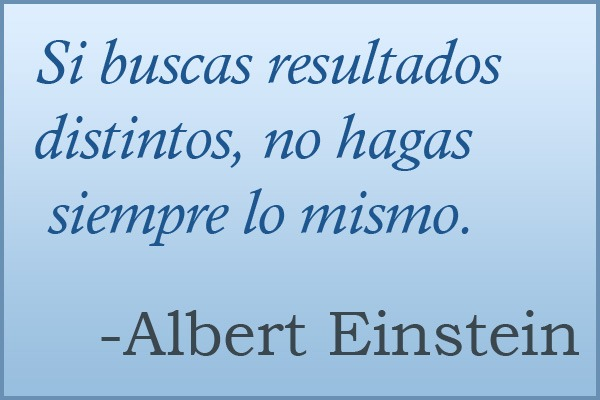 Si buscas resultados
distintos, no hagas
siempre lo mismo.
-Albert Einstein